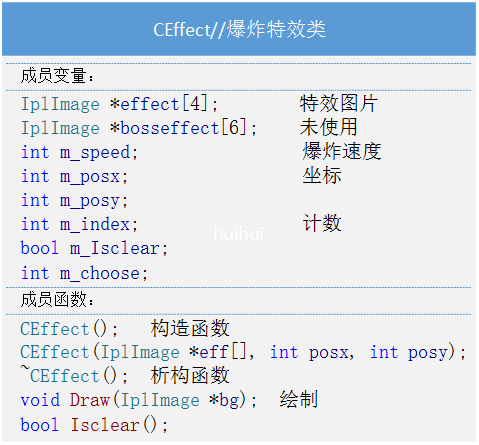 CEffect//爆炸特效类
成员变量：
IplImage *effect[4]; 特效图片
IplImage *bosseffect[6]; 未使用
int m_speed; 爆炸速度
int m_posx; 坐标
int m_posy;
int m_index; 计数
huihui
bool m_Isclear;
int m_choose;
成员函数：
CEffect(); 构造函数
CEffect(IplImage *eff[], int posx, int posy);
~CEffect(); 析构函数
void Draw(IplImage *bg); 绘制
bool Isclear();